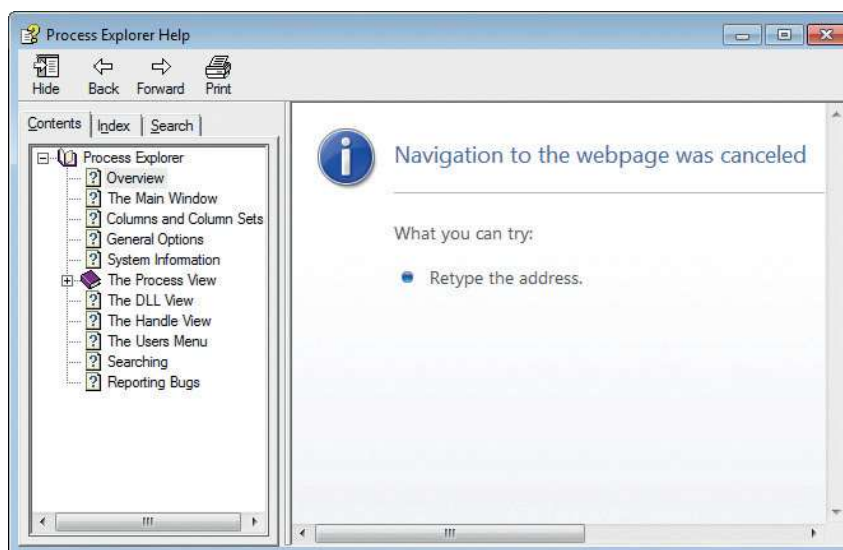 Process Explorer Help
Hide Back Forward Print
Contents Index Search
Process Explorer
Overview
The Main Window
Columns and Column Sets
General Options
System Information
The Process View
The DLL View
The Handle View
The Users Menu
Searching
Reporting Bugs
Navigation to the webpage was canceled
What you can try:
Retype the address.